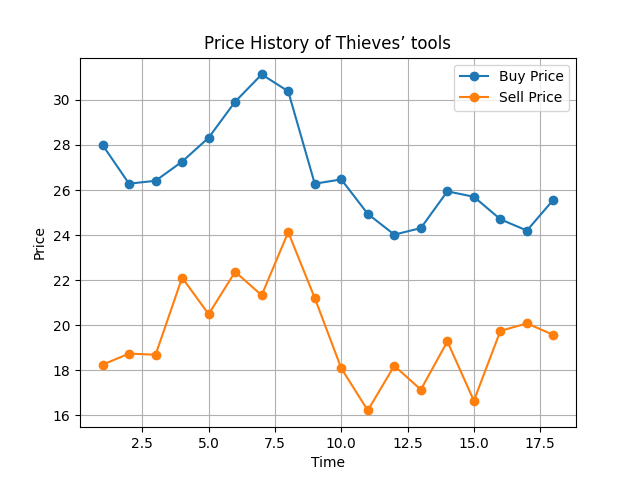 Price History of Thieves’ tools
Buy Price
Sell Price
Price
30
28
26
24
22
20
18
16
2.5 5.0 7.5 10.0 12.5 15.0 17.5
Time